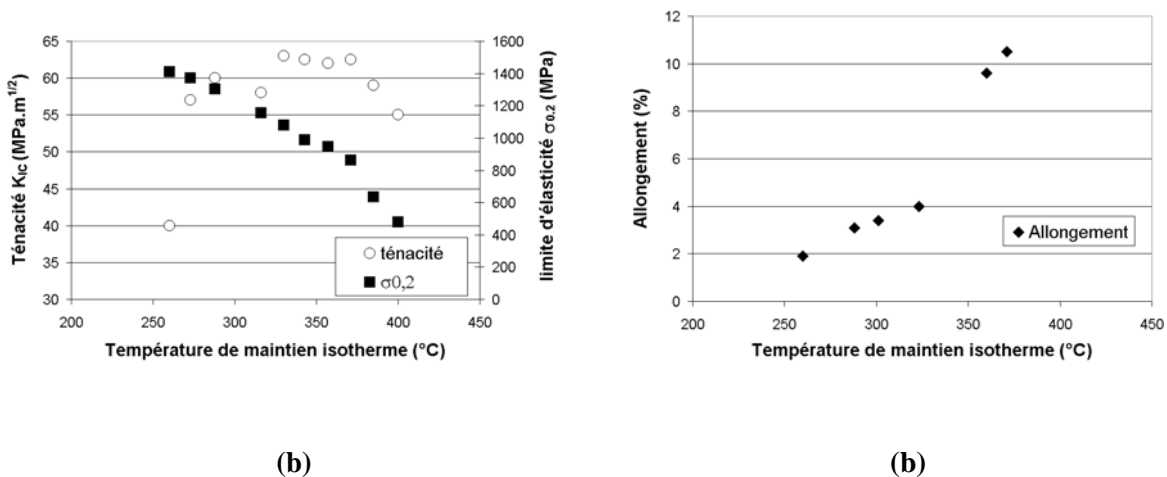 65
60
55
50
45
40
35
30
Ténacité K_IC (MPa.m^1/2)
1600
1400
1200
1000
800
600
400
200
0
limite d'élasticité σ0,2 (MPa)
ténacité
σ0,2
200 250 300 350 400 450
Température de maintien isotherme (°C)
(b)
12
10
8
6
4
2
0
Allongement (%)
Allongement
200 250 300 350 400 450
Température de maintien isotherme (°C)
(b)